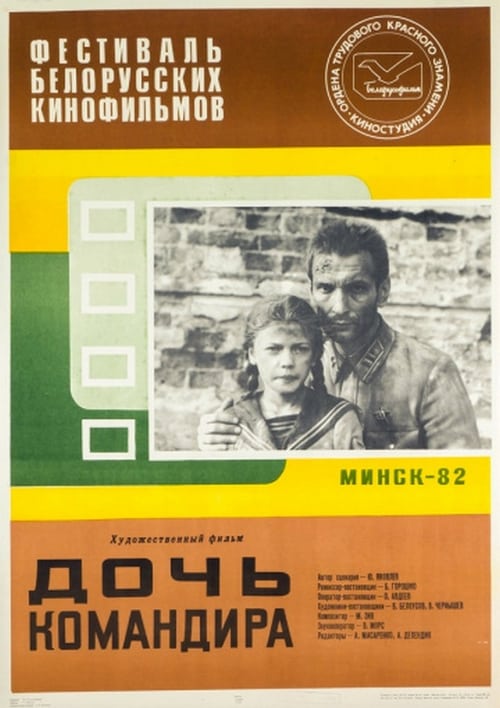 ФЕСТИВАЛЬ
БЕЛОРУССКИХ
КИНОФИЛЬМОВ
ОРДЕНА ТРУДОВОГО КРАСНОГО ЗНАМЕНИ
Беларусьфильм
КИНОСТУДИЯ
МИНСК-82
Художественный фильм
ДОЧЬ
КОМАНДИРА
Автор сценария — Ю. ЯКОВЛЕВ
Режиссер-постановщик — Б. ГОРОШКО
Оператор-постановщик — О. АВДЕЕВ
Художники-постановщики — В. БЕЛОУСОВ, В. ЧЕРНЫШЕВ
Композитор — М. ЗИВ
Звукооператор — В. МОРС
Редакторы — А. МАСАРЕНКО, А. ДЕЛЕНДИК